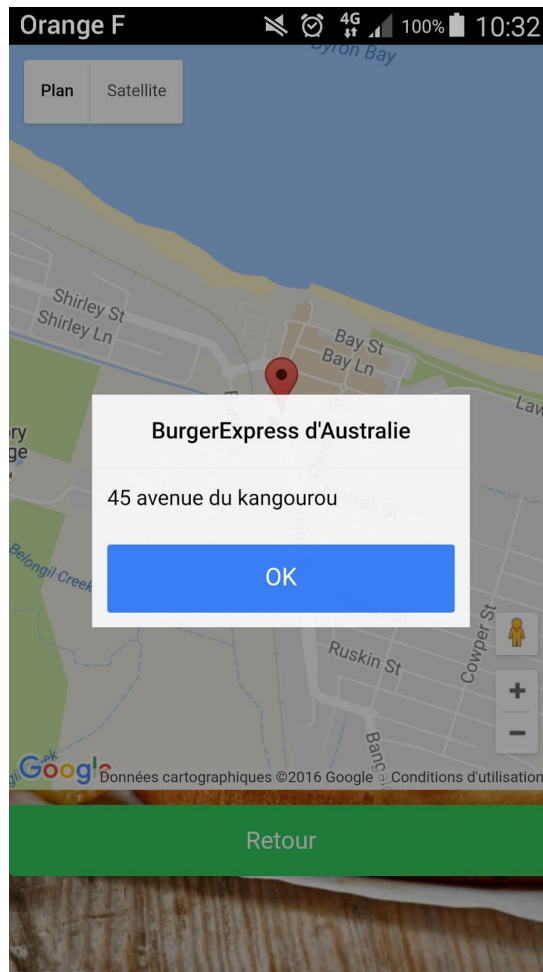 Orange F 4G 100% 10:32
Byron Bay
Plan Satellite
Shirley St
Shirley Ln
Bay St
Bay Ln
BurgerExpress d'Australie
45 avenue du kangourou
Marvell St
OK
Belongil Creek
Ruskin St
Cowper St
+
−
Google
Données cartographiques ©2016 Google
Conditions d'utilisation
Retour